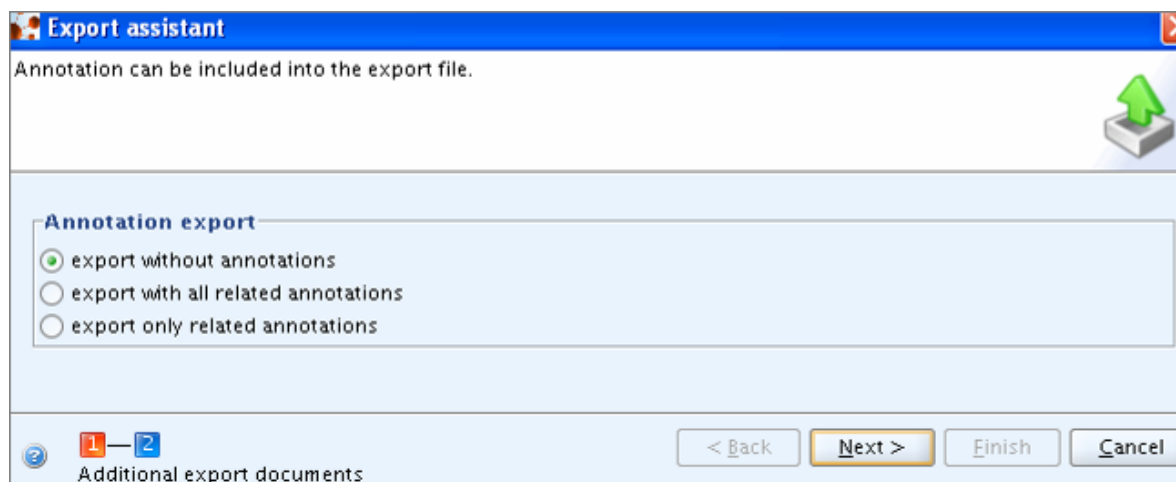 Export assistant
Annotation can be included into the export file.
Annotation export
export without annotations
export with all related annotations
export only related annotations
1 2
< Back Next > Finish Cancel
Additional export documents